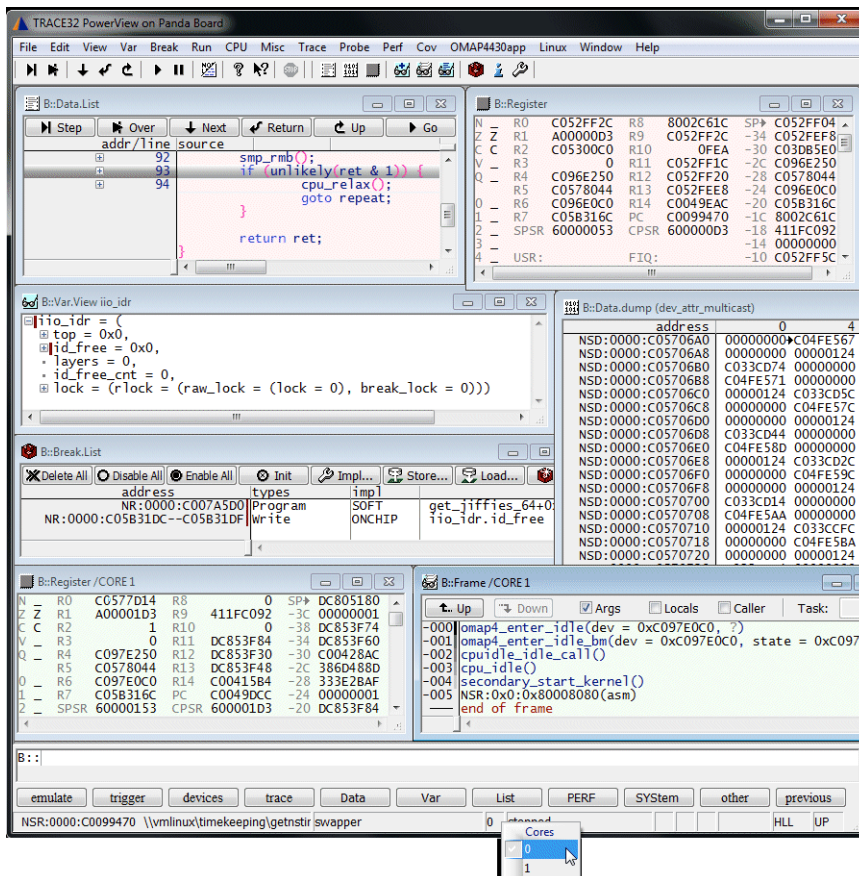 TRACE32 PowerView on Panda Board
File Edit View Var Break Run CPU Misc Trace Probe Perf Cov OMAP4430app Linux Window Help
B::Data.List
Step Over Next Return Up Go
addr/line source
92 smp_rmb();
93 if (unlikely(ret & 1)) {
94 cpu_relax();
goto repeat;
}
return ret;
}
B::Register
N _ R0 C052FF2C R8 8002C61C SP C052FF04
Z Z R1 A00000D3 R9 C052FF2C -34 C052FEF8
C C R2 C05300C0 R10 0FEA -30 C03DB5E0
V _ R3 0 R11 C052FF1C -2C C096E250
Q _ R4 C096E250 R12 C052FF20 -28 C0578044
R5 C0578044 R13 C052FEE8 -24 C096E0C0
0 _ R6 C096E0C0 R14 C0049EAC -20 C05B316C
1 _ R7 C05B316C PC C0099470 -1C 8002C61C
2 _ SPSR 60000053 CPSR 600000D3 -18 411FC092
3 _ -14 00000000
4 _ USR: FIQ: -10 C052FF5C
B::Var.View iio_idr
iio_idr = (
top = 0x0,
id_free = 0x0,
layers = 0,
id_free_cnt = 0,
lock = (rlock = (raw_lock = (lock = 0), break_lock = 0)))
B::Data.dump (dev_attr_multicast)
address 0 4
NSD:0000:C05706A0 00000000 C04FE567
NSD:0000:C05706A8 00000000 00000124
NSD:0000:C05706B0 C033CD74 00000000
NSD:0000:C05706B8 C04FE571 00000000
NSD:0000:C05706C0 00000124 C033CD5C
NSD:0000:C05706C8 00000000 C04FE57C
NSD:0000:C05706D0 00000000 00000124
NSD:0000:C05706D8 C033CD44 00000000
NSD:0000:C05706E0 C04FE58D 00000000
NSD:0000:C05706E8 00000124 C033CD2C
NSD:0000:C05706F0 00000000 C04FE59C
NSD:0000:C05706F8 00000000 00000124
NSD:0000:C0570700 C033CD14 00000000
NSD:0000:C0570708 C04FE5AA 00000000
NSD:0000:C0570710 00000124 C033CCFC
NSD:0000:C0570718 00000000 C04FE5BA
NSD:0000:C0570720 00000000 00000124
B::Break.List
Delete All Disable All Enable All Init Impl... Store... Load...
address types impl
NR:0000:C007A5D0 Program SOFT get_jiffies_64+0
NR:0000:C05B31DC--C05B31DF Write ONCHIP iio_idr.id_free
B::Register /CORE 1
N _ R0 C0577D14 R8 0 SP DC805180
Z Z R1 A00001D3 R9 411FC092 -3C 00000001
C C R2 1 R10 0 -38 DC853F74
V _ R3 0 R11 DC853F84 -34 DC853F60
Q _ R4 C097E250 R12 DC853F30 -30 C00428AC
R5 C0578044 R13 DC853F48 -2C 386D488D
0 _ R6 C097E0C0 R14 C00415B4 -28 333E2BAF
1 _ R7 C05B316C PC C0049DCC -24 00000001
2 _ SPSR 60000153 CPSR 600001D3 -20 DC853F84
B::Frame /CORE 1
Up Down Args Locals Caller Task:
-000 omap4_enter_idle(dev = 0xC097E0C0, ?)
-001 omap4_enter_idle_bm(dev = 0xC097E0C0, state = 0xC097
-002 cpuidle_idle_call()
-003 cpu_idle()
-004 secondary_start_kernel()
-005 NSR:0x0:0x80008080(asm)
end of frame
B::
emulate trigger devices trace Data Var List PERF SYStem other previous
NSR:0000:C0099470 \\vmlinux\timekeeping\getnstir swapper 0 stopped HLL UP
Cores
0
1